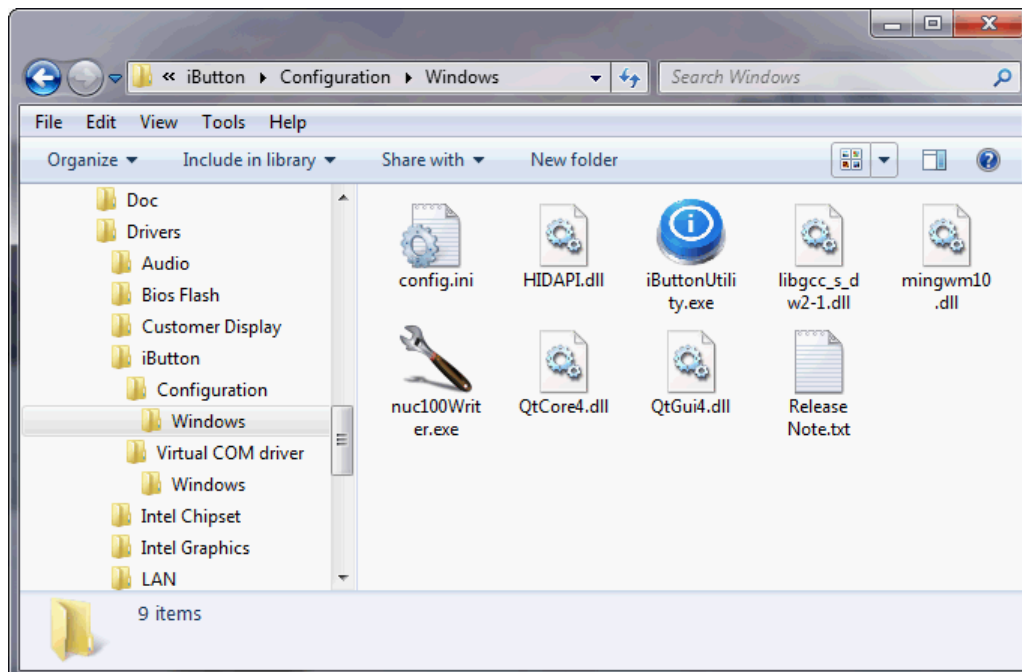 « iButton Configuration Windows
Search Windows
File Edit View Tools Help
Organize Include in library Share with New folder
Doc
Drivers
Audio
Bios Flash
Customer Display
iButton
Configuration
Windows
Virtual COM driver
Windows
Intel Chipset
Intel Graphics
LAN
config.ini
HIDAPI.dll
iButtonUtili
ty.exe
libgcc_s_d
w2-1.dll
mingwm10
.dll
nuc100Writ
er.exe
QtCore4.dll
QtGui4.dll
Release
Note.txt
9 items